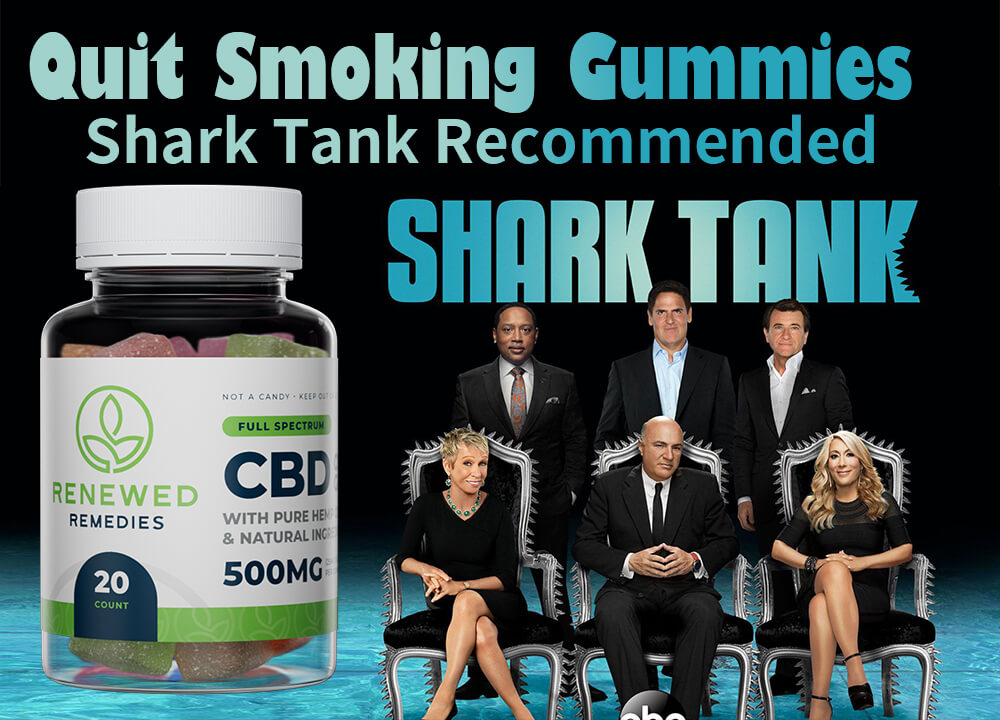 Quit Smoking Gummies
Shark Tank Recommended
SHARK TANK
NOT A CANDY • KEEP OUT
FULL SPECTRUM
CBD
RENEWED
REMEDIES
WITH PURE HEMP
& NATURAL
500MG
20
COUNT
abc